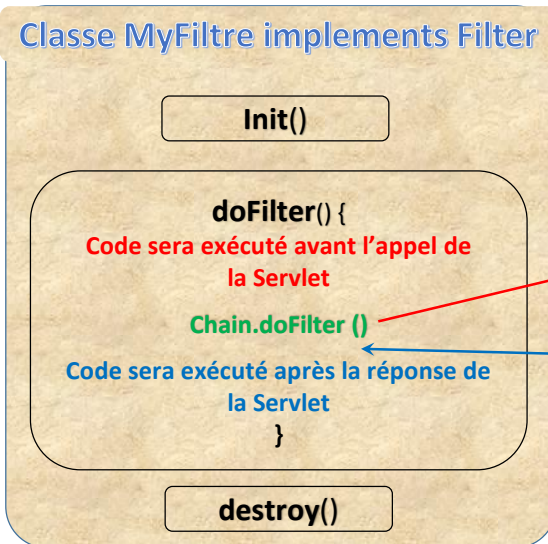 Classe MyFiltre implements Filter
Init()
doFilter() {
Code sera exécuté avant l’appel de
la Servlet
Chain.doFilter ()
Code sera exécuté après la réponse de
la Servlet
}
destroy()